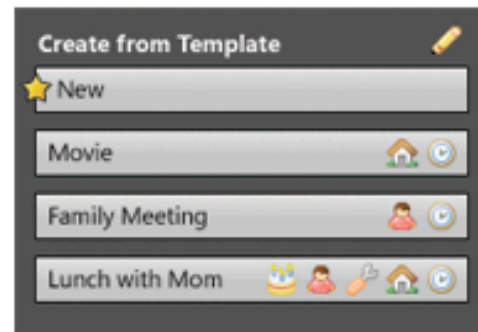 Create from Template
New
Movie
Family Meeting
Lunch with Mom